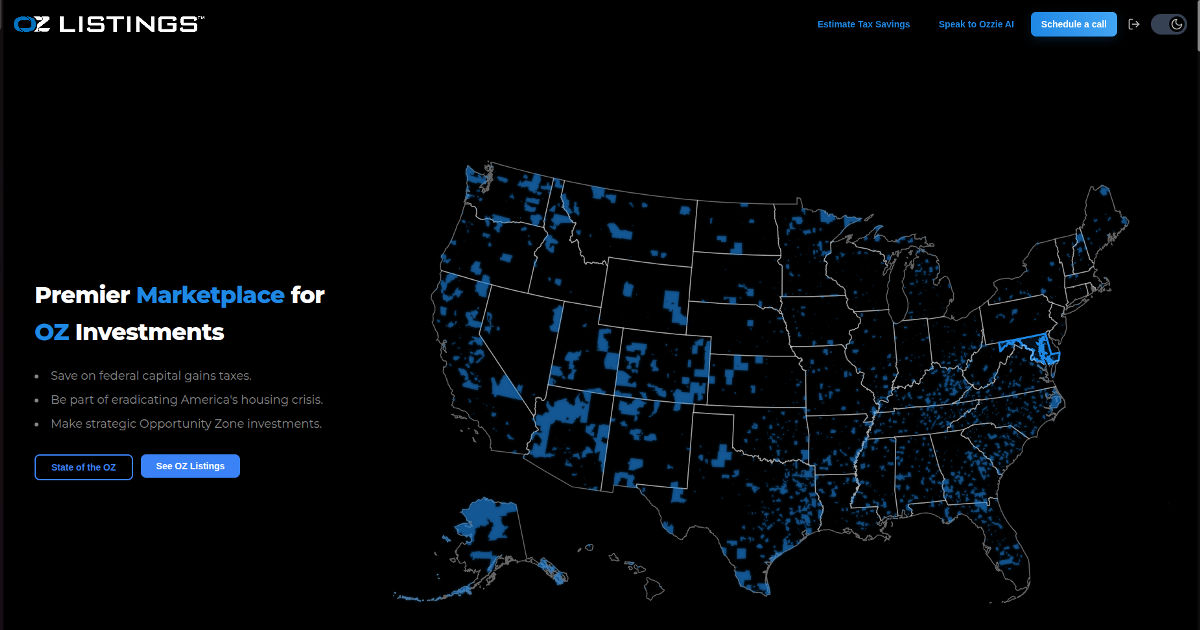 OZ LISTINGS™
Estimate Tax Savings
Speak to Ozzie AI
Schedule a call
Premier Marketplace for
OZ Investments
Save on federal capital gains taxes.
Be part of eradicating America's housing crisis.
Make strategic Opportunity Zone investments.
State of the OZ
See OZ Listings